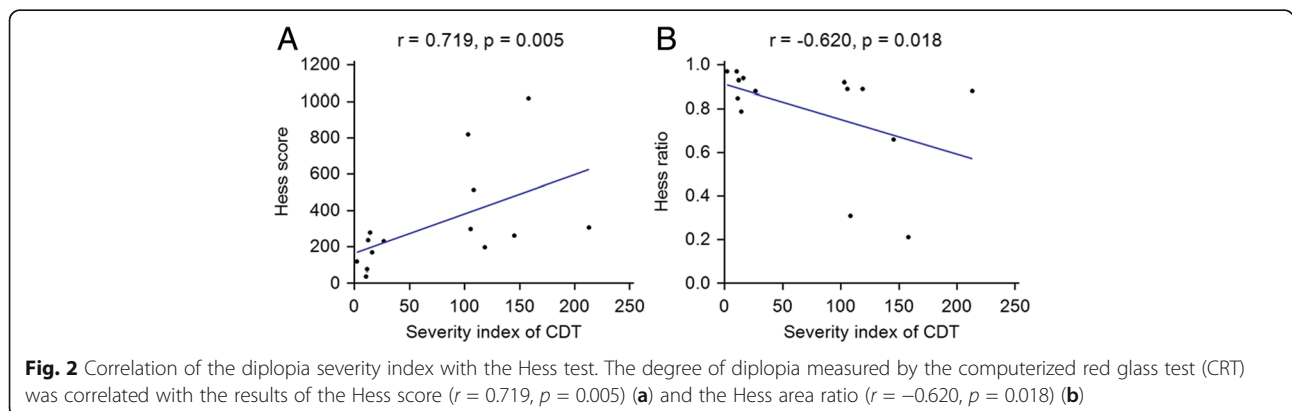 A
r = 0.719, p = 0.005
1200
1000
800
600
400
200
0
Hess score
0 50 100 150 200 250
Severity index of CDT
B
r = -0.620, p = 0.018
1.0
0.8
0.6
0.4
0.2
0.0
Hess ratio
0 50 100 150 200 250
Severity index of CDT
Fig. 2 Correlation of the diplopia severity index with the Hess test. The degree of diplopia measured by the computerized red glass test (CRT)
was correlated with the results of the Hess score (r = 0.719, p = 0.005) (a) and the Hess area ratio (r = −0.620, p = 0.018) (b)